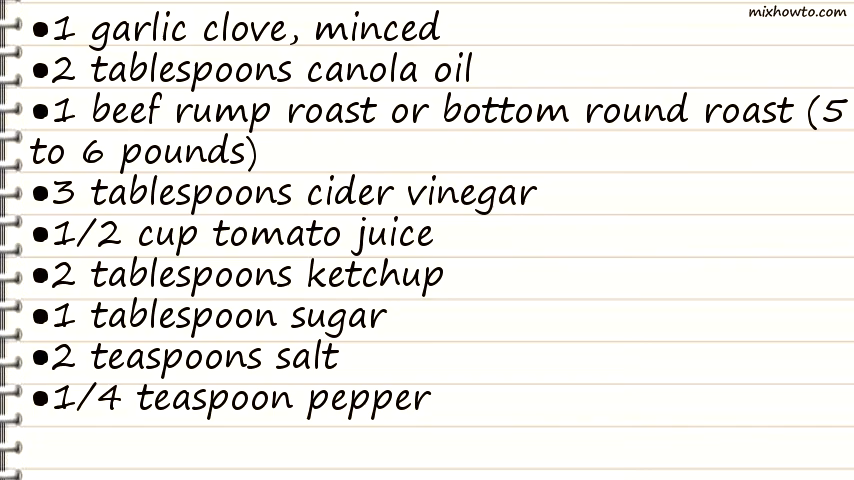 mixhowto.com
●1 garlic clove, minced
●2 tablespoons canola oil
●1 beef rump roast or bottom round roast (5
to 6 pounds)
●3 tablespoons cider vinegar
●1/2 cup tomato juice
●2 tablespoons ketchup
●1 tablespoon sugar
●2 teaspoons salt
●1/4 teaspoon pepper